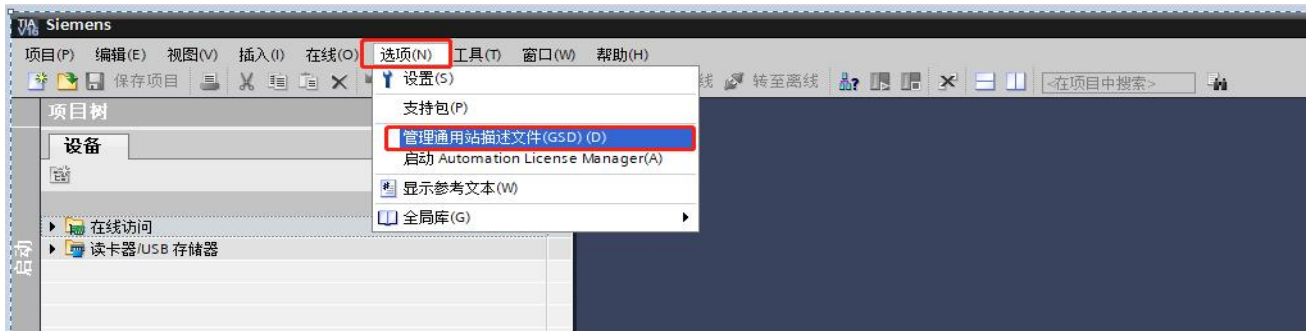 TIA V16 Siemens
项目(P) 编辑(E) 视图(V) 插入(I) 在线(O) 选项(N) 工具(T) 窗口(W) 帮助(H)
保存项目 线 转至离线 <在项目中搜索>
设置(S)
支持包(P)
管理通用站描述文件(GSD) (D)
启动 Automation License Manager(A)
显示参考文本(W)
全局库(G)
项目树
设备
在线访问
读卡器/USB 存储器
启动